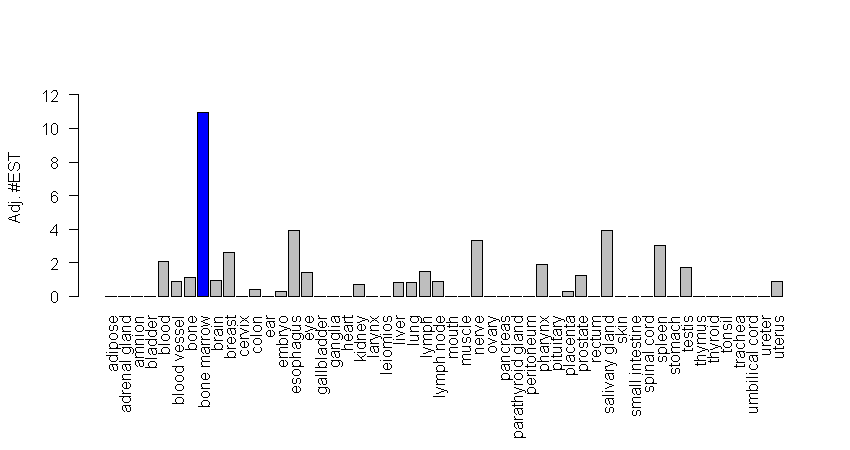 12
10
8
6
4
2
0
Adj. #EST
adipose
adrenal gland
amnion
bladder
blood
blood vessel
bone
bone marrow
brain
breast
cervix
colon
ear
embryo
esophagus
eye
gallbladder
ganglia
heart
kidney
larynx
leiomios
liver
lung
lymph
lymph node
mouth
muscle
nerve
ovary
pancreas
parathyroid gland
peritoneum
pharynx
pituitary
placenta
prostate
rectum
salivary gland
skin
small intestine
spinal cord
spleen
stomach
testis
thymus
thyroid
tonsil
trachea
umbilical cord
ureter
uterus